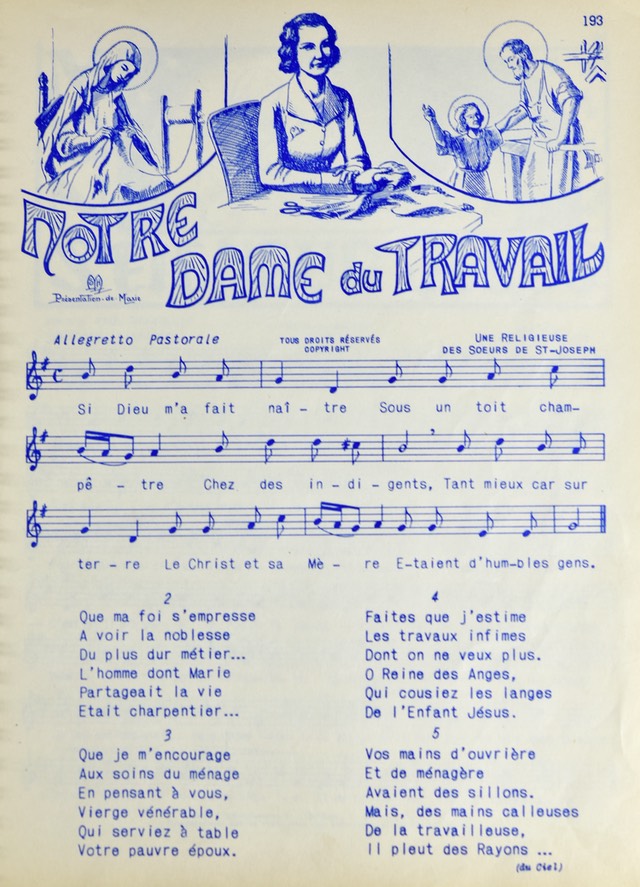 193
NOTRE
DAME du TRAVAIL
Présentation-de Marie
Allegretto Pastorale
TOUS DROITS RÉSERVÉS
COPYRIGHT
UNE RELIGIEUSE
DES SOEURS DE ST-JOSEPH
Si Dieu m'a fait naî - tre Sous un toit cham-
pê - tre Chez des in - di - gents, Tant mieux car sur
ter - re Le Christ et sa Mè - re E-taient d'hum-bles gens.
2
Que ma foi s'empresse
A voir la noblesse
Du plus dur métier...
L'homme dont Marie
Partageait la vie
Etait charpentier...
3
Que je m'encourage
Aux soins du ménage
En pensant à vous,
Vierge vénérable,
Qui serviez à table
Votre pauvre époux.
4
Faites que j'estime
Les travaux infimes
Dont on ne veux plus.
O Reine des Anges,
Qui cousiez les langes
De l'Enfant Jésus.
5
Vos mains d'ouvrière
Et de ménagère
Avaient des sillons.
Mais, des mains calleuses
De la travailleuse,
Il pleut des Rayons ...
(du Ciel)